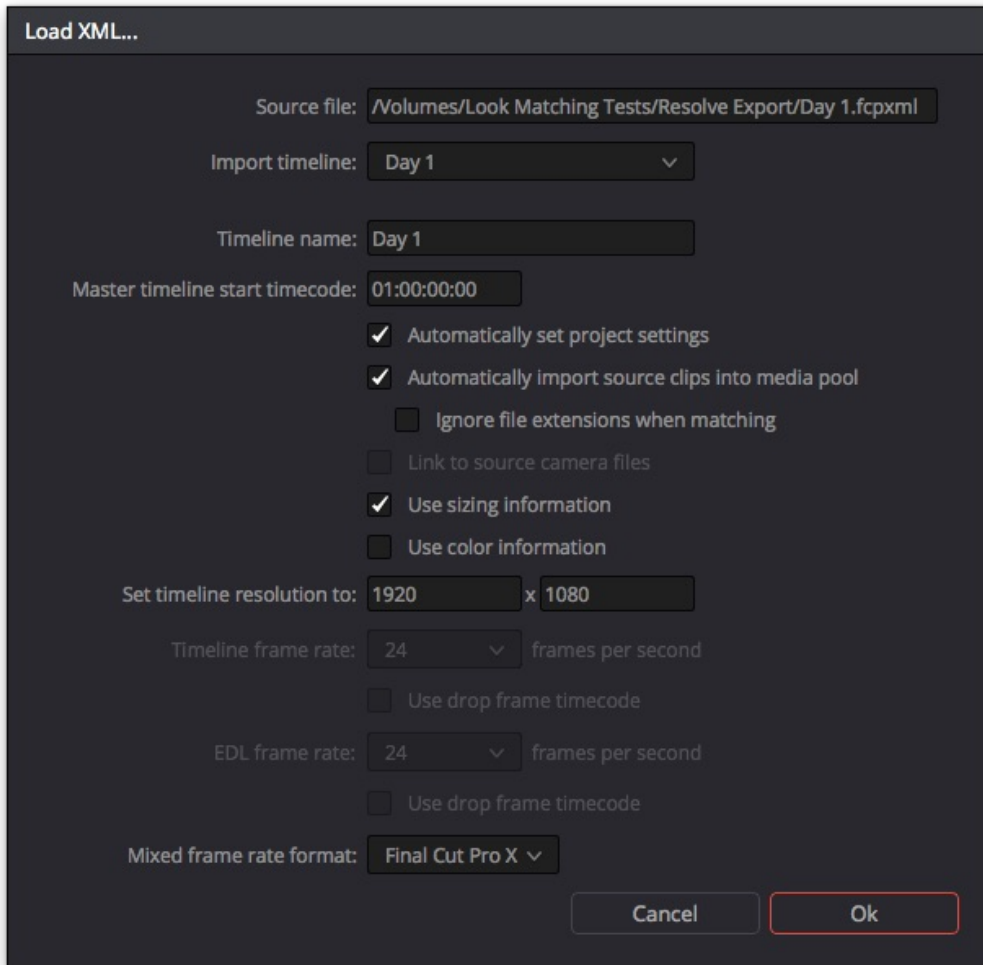 Load XML...
Source file: /Volumes/Look Matching Tests/Resolve Export/Day 1.fcpxml
Import timeline: Day 1
Timeline name: Day 1
Master timeline start timecode: 01:00:00:00
Automatically set project settings
Automatically import source clips into media pool
Ignore file extensions when matching
Link to source camera files
Use sizing information
Use color information
Set timeline resolution to: 1920 x 1080
Timeline frame rate: 24 frames per second
Use drop frame timecode
EDL frame rate: 24 frames per second
Use drop frame timecode
Mixed frame rate format: Final Cut Pro X
Cancel Ok